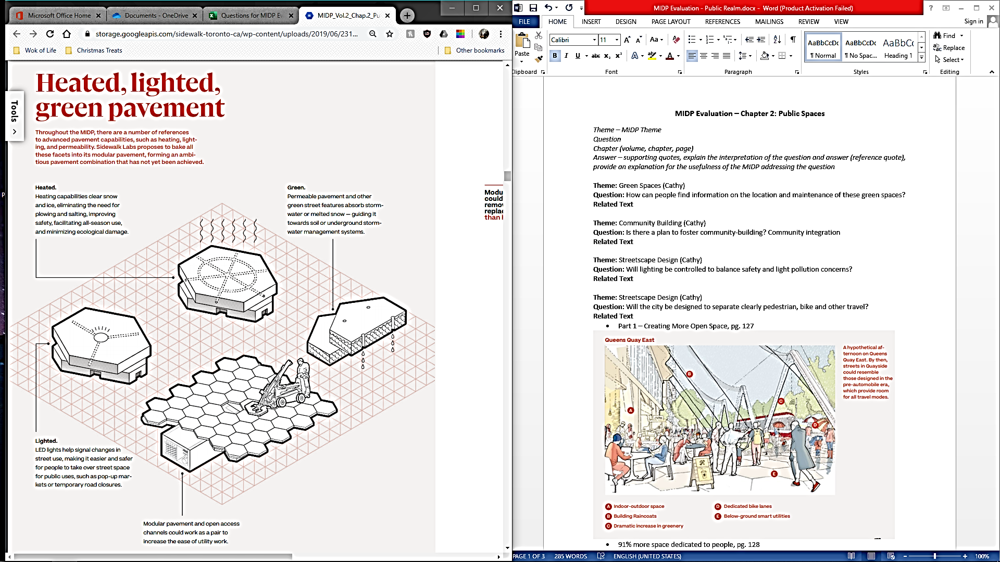 Microsoft Office Home
Documents - OneDrive
Questions for MIDP Ev
MIDP_Vol.2_Chap.2_Pu
storage.googleapis.com/sidewalk-toronto-ca/wp-content/uploads/2019/06/231...
Wok of Life
Christmas Treats
Other bookmarks
Tools
Heated, lighted,
green pavement
Throughout the MIDP, there are a number of references
to advanced pavement capabilities, such as heating, light-
ing, and permeability. Sidewalk Labs proposes to bake all
these facets into its modular pavement, forming an ambi-
tious pavement combination that has not yet been achieved.
Heated.
Heating capabilities clear snow
and ice, eliminating the need for
plowing and salting, improving
safety, facilitating all-season use,
and minimizing ecological damage.
Green.
Permeable pavement and other
green street features absorb storm-
water or melted snow — guiding it
towards soil or underground storm-
water management systems.
Modu
could
remov
replac
than h
Lighted.
LED lights help signal changes in
street use, making it easier and safer
for people to take over street space
for public uses, such as pop-up mar-
kets or temporary road closures.
Modular pavement and open access
channels could work as a pair to
increase the ease of utility work.
MIDP Evaluation - Public Realm.docx - Word (Product Activation Failed)
FILE HOME INSERT DESIGN PAGE LAYOUT REFERENCES MAILINGS REVIEW VIEW
Sign in
Calibri 11
Paste
AaBbCcDc AaBbCcDc AaBbCc
¶ Normal ¶ No Spac... Heading 1
Find
Replace
Select
Clipboard Font Paragraph Styles Editing
MIDP Evaluation – Chapter 2: Public Spaces
Theme – MIDP Theme
Question
Chapter (volume, chapter, page)
Answer – supporting quotes, explain the interpretation of the question and answer (reference quote),
provide an explanation for the usefulness of the MIDP addressing the question
Theme: Green Spaces (Cathy)
Question: How can people find information on the location and maintenance of these green spaces?
Related Text
Theme: Community Building (Cathy)
Question: Is there a plan to foster community-building? Community integration
Related Text
Theme: Streetscape Design (Cathy)
Question: Will lighting be controlled to balance safety and light pollution concerns?
Related Text
Theme: Streetscape Design (Cathy)
Question: Will the city be designed to separate clearly pedestrian, bike and other travel?
Related Text
• Part 1 – Creating More Open Space, pg. 127
Queens Quay East
A hypothetical af-
ternoon on Queens
Quay East. By then,
streets in Quayside
could resemble
those designed in the
pre-automobile era,
which provide room
for all travel modes.
A
B
C
D
E
A Indoor-outdoor space
B Building Raincoats
C Dramatic increase in greenery
D Dedicated bike lanes
E Below-ground smart utilities
• 91% more space dedicated to people, pg. 128
PAGE 1 OF 3 285 WORDS ENGLISH (UNITED STATES) 100%